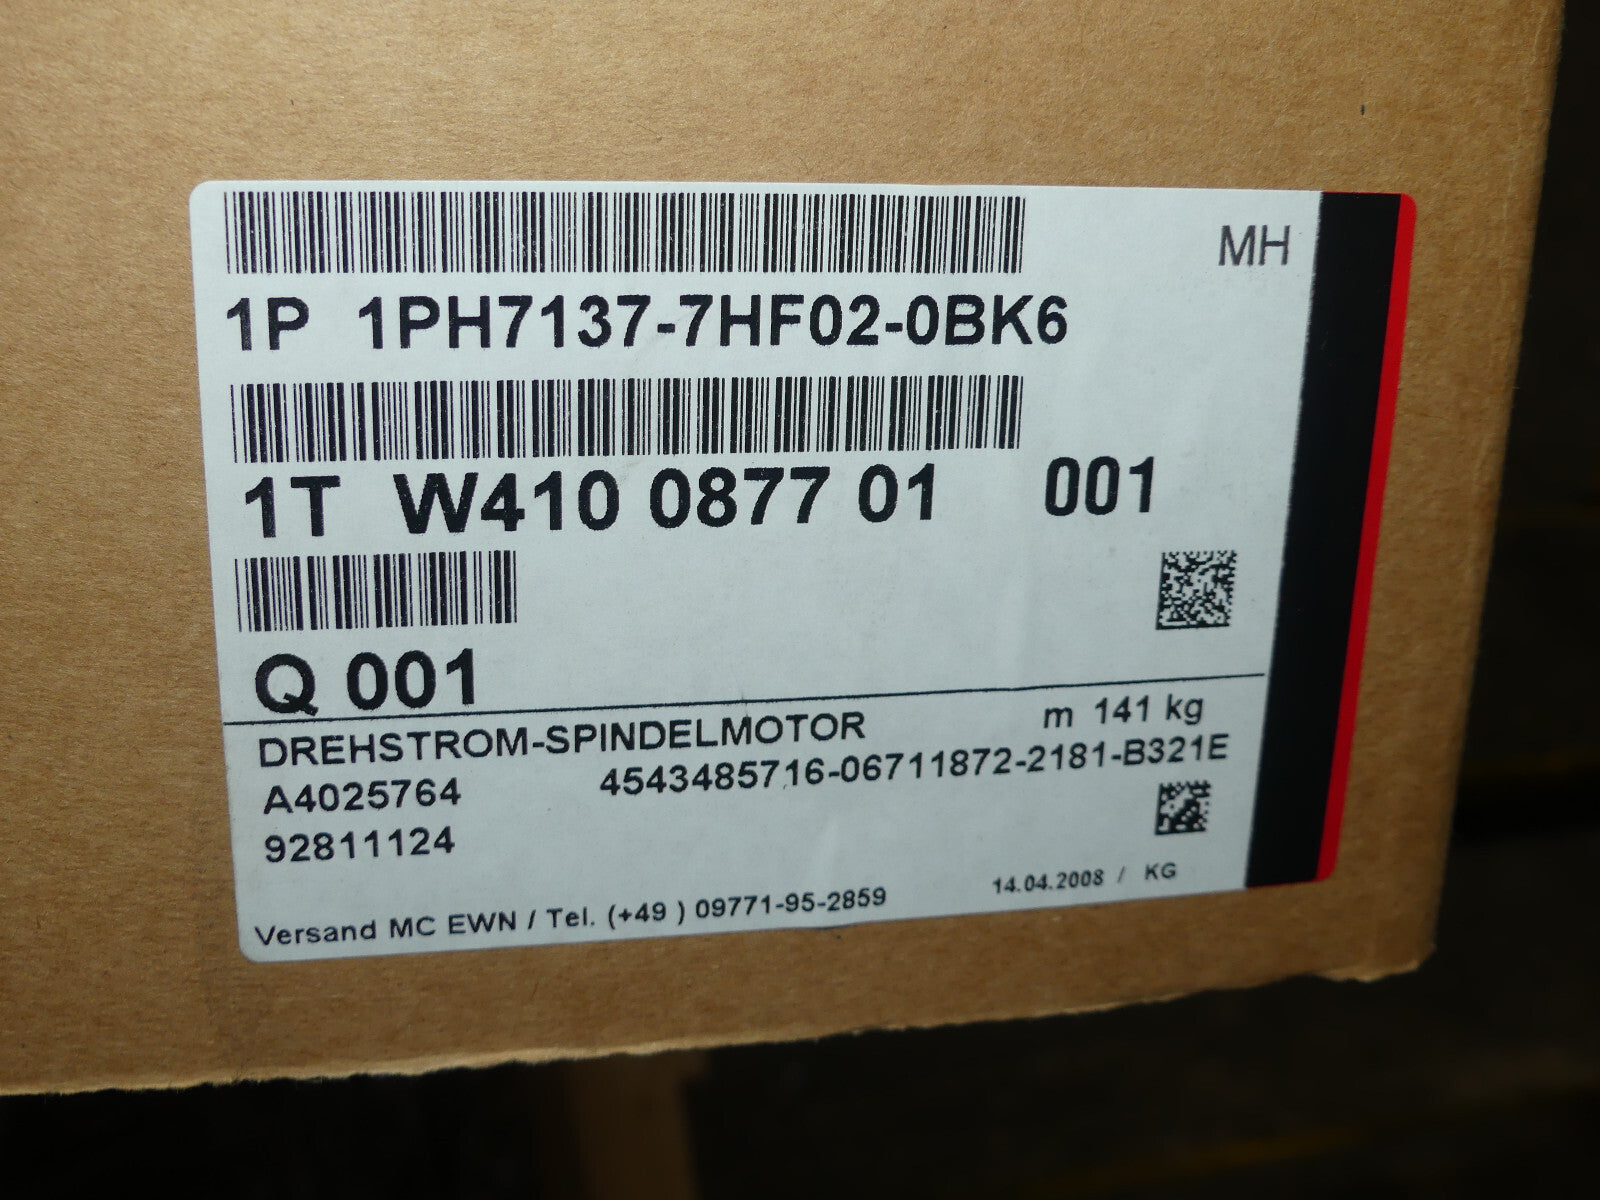 MH
1P 1PH7137-7HF02-0BK6
1T W410 0877 01 001
Q 001
DREHSTROM-SPINDELMOTOR m 141 kg
A4025764 4543485716-06711872-2181-B321E
92811124
Versand MC EWN / Tel. (+49 ) 09771-95-2859 14.04.2008 / KG